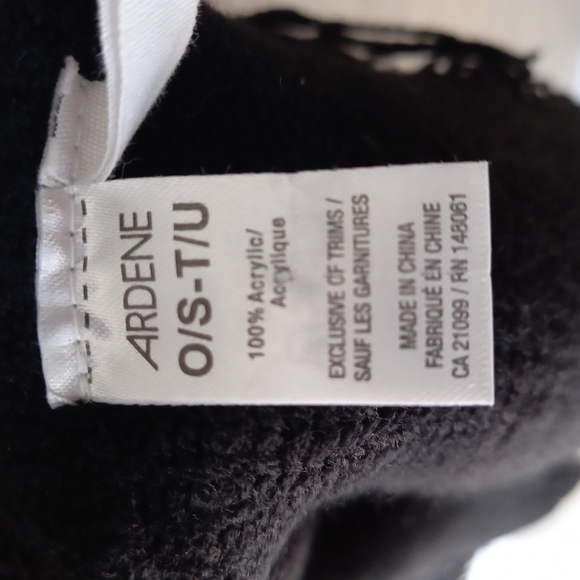 ARDENE
O/S-T/U
100% Acrylic/
Acrylique
EXCLUSIVE OF TRIMS /
SAUF LES GARNITURES
MADE IN CHINA
FABRIQUÉ EN CHINE
CA 21099 / RN 148061